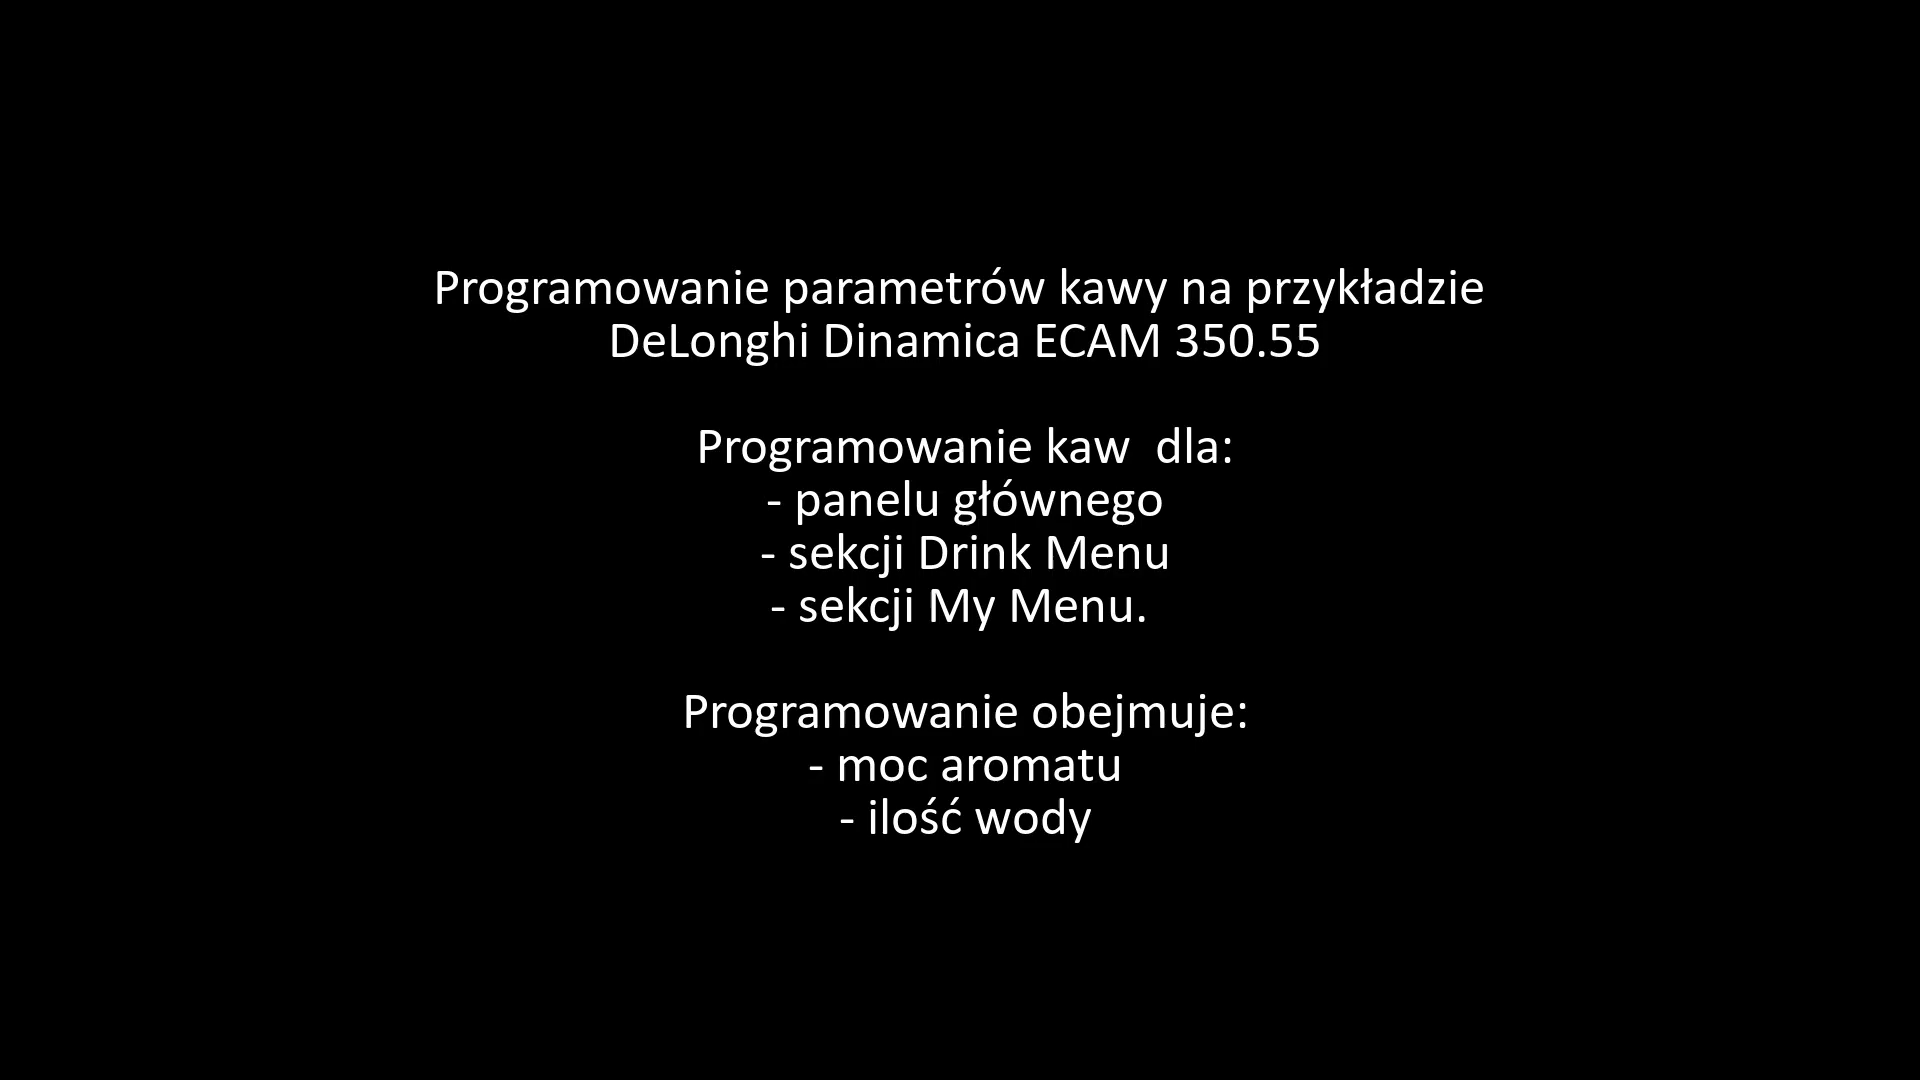 Programowanie parametrów kawy na przykładzie
DeLonghi Dinamica ECAM 350.55
Programowanie kaw  dla:
- panelu głównego
- sekcji Drink Menu
- sekcji My Menu.
Programowanie obejmuje:
- moc aromatu
- ilość wody